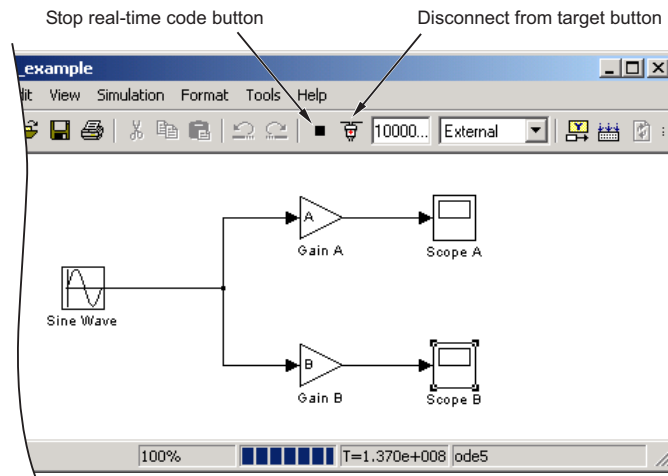 Stop real-time code button
Disconnect from target button
_example
View Simulation Format Tools Help
10000... External
Y
A
Gain A
Scope A
Sine Wave
B
Gain B
Scope B
100% T=1.370e+008 ode5